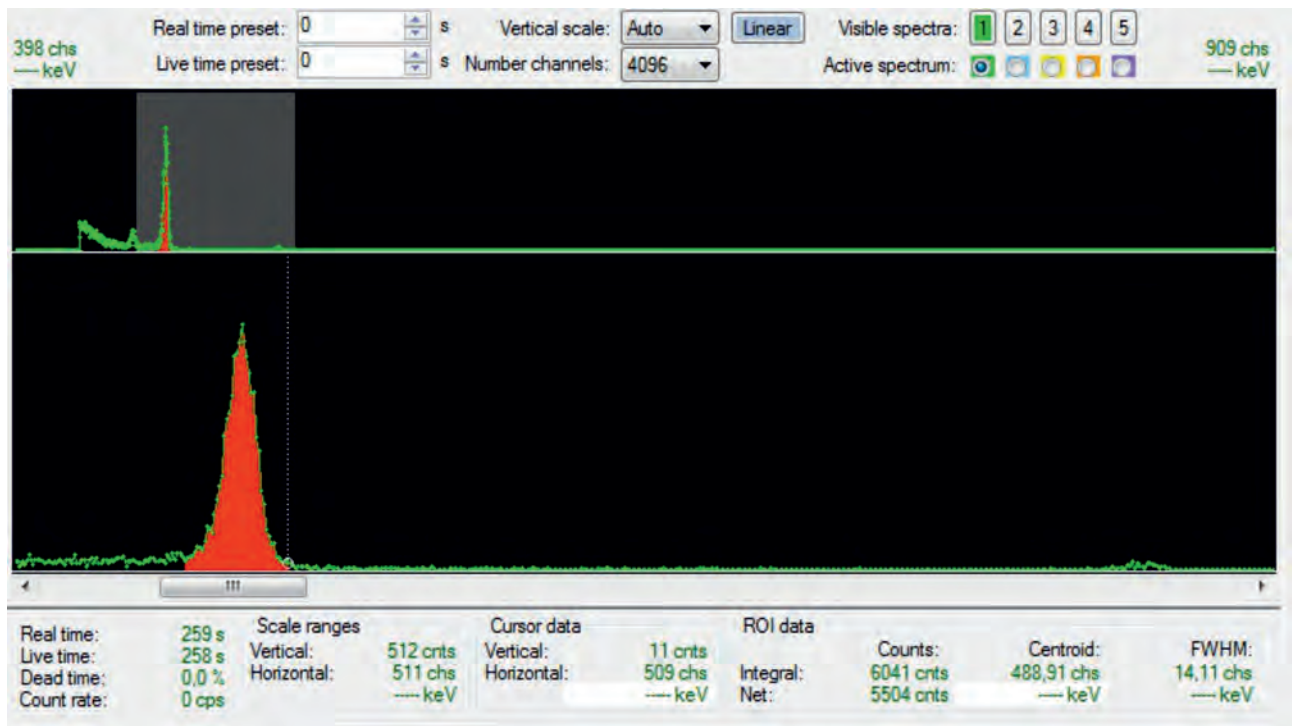 Real time preset: 0 s Vertical scale: Auto Linear Visible spectra: 1 2 3 4 5
398 chs
---- keV
Live time preset: 0 s Number channels: 4096 Active spectrum:
909 chs
---- keV
Real time: 259 s
Live time: 258 s
Dead time: 0,0 %
Count rate: 0 cps
Scale ranges
Vertical: 512 cnts
Horizontal: 511 chs
---- keV
Cursor data
Vertical: 11 cnts
Horizontal: 509 chs
---- keV
ROI data
Counts: Centroid: FWHM:
Integral: 6041 cnts 488,91 chs 14,11 chs
Net: 5504 cnts ---- keV ---- keV